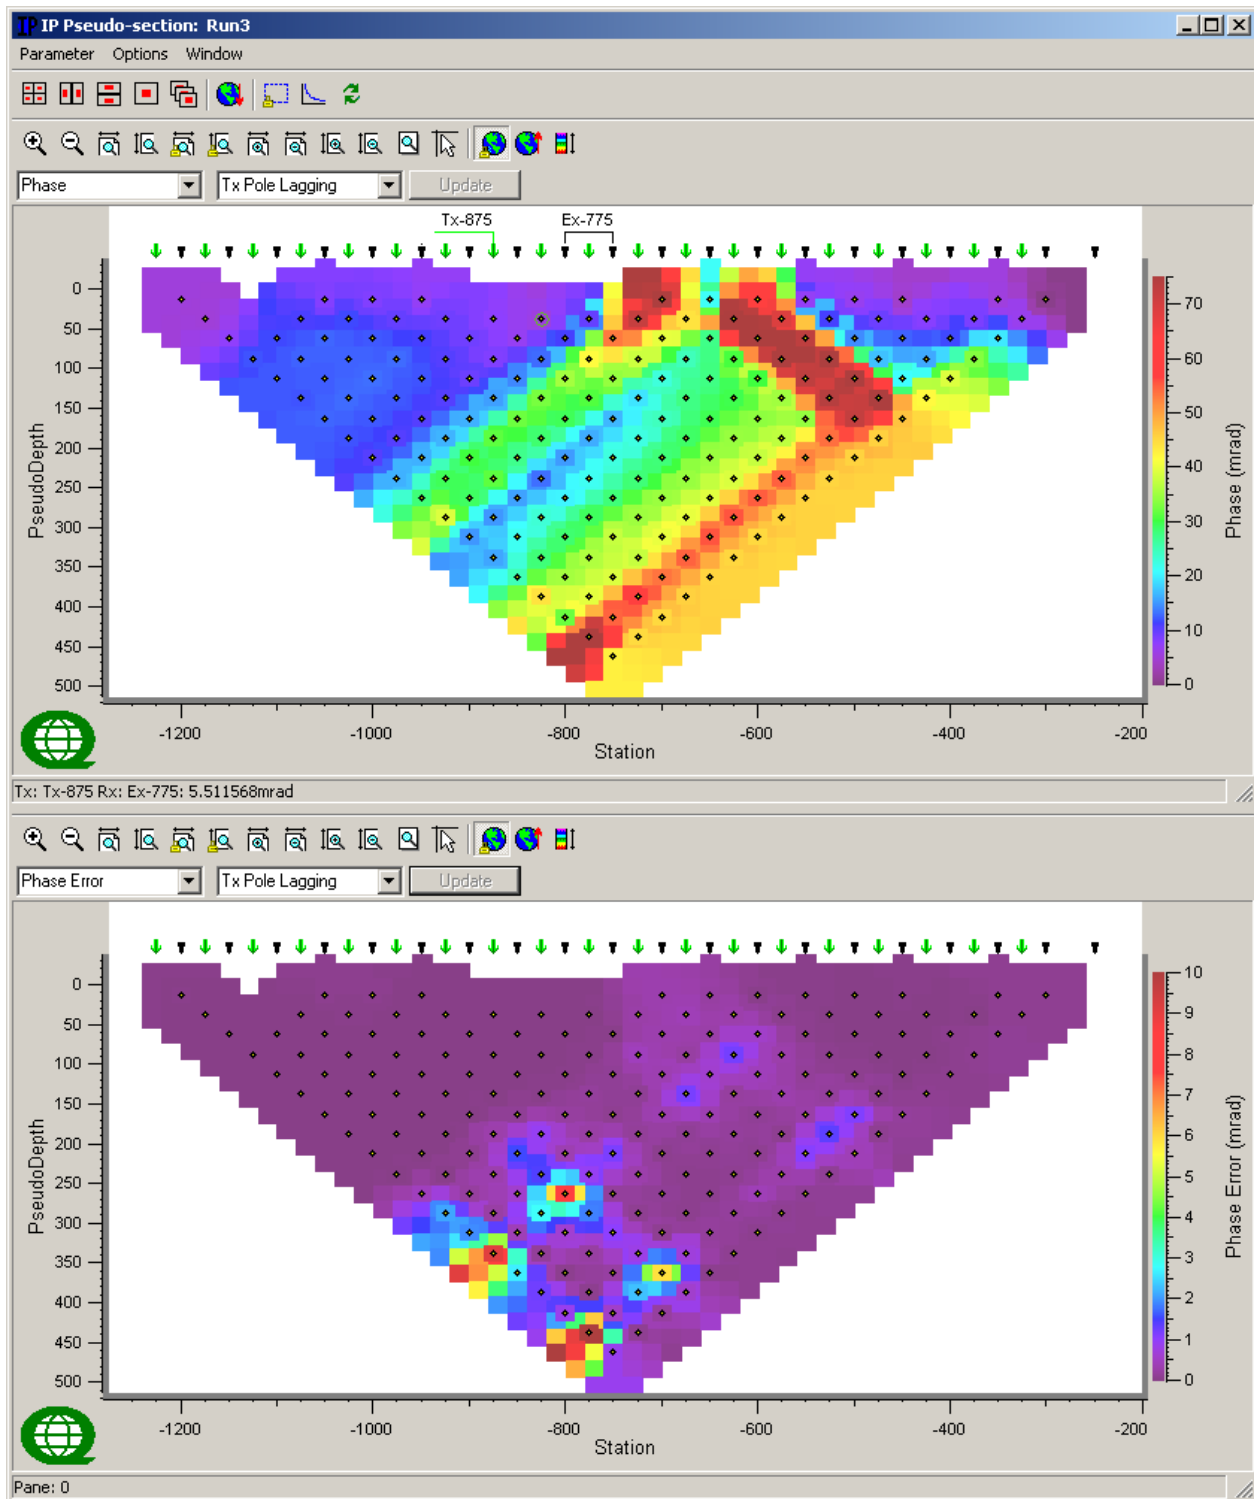 IP IP Pseudo-section: Run3
Parameter Options Window
Phase Tx Pole Lagging Update
Tx-875 Ex-775
0
50
100
150
200
250
300
350
400
450
500
PseudoDepth
-1200 -1000 -800 -600 -400 -200
Station
70
60
50
40
30
20
10
0
Phase (mrad)
Tx: Tx-875 Rx: Ex-775: 5.511568mrad
Phase Error Tx Pole Lagging Update
0
50
100
150
200
250
300
350
400
450
500
PseudoDepth
-1200 -1000 -800 -600 -400 -200
Station
10
9
8
7
6
5
4
3
2
1
0
Phase Error (mrad)
Pane: 0